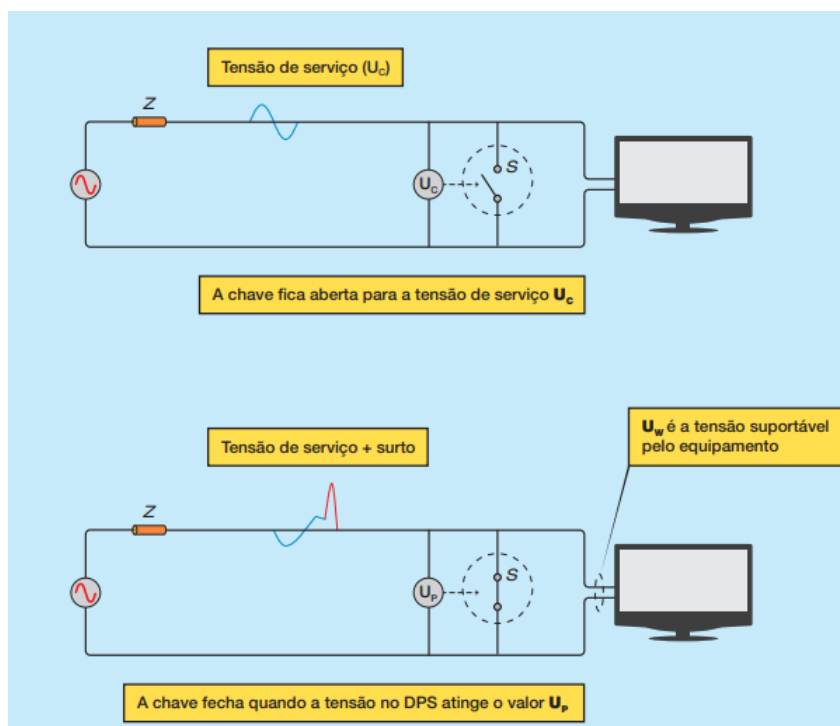 Tensão de serviço (Uc)
Z
S
Uc
A chave fica aberta para a tensão de serviço Uc
Tensão de serviço + surto
Uw é a tensão suportável
pelo equipamento
Z
S
UP
A chave fecha quando a tensão no DPS atinge o valor UP